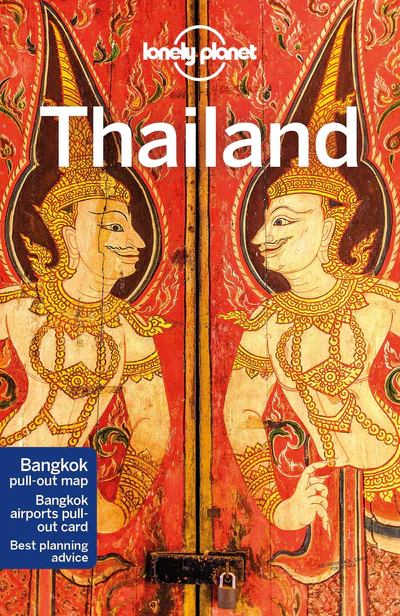 lonely planet
Thailand
Bangkok
pull-out map
Bangkok
airports pull-
out card
Best planning
advice